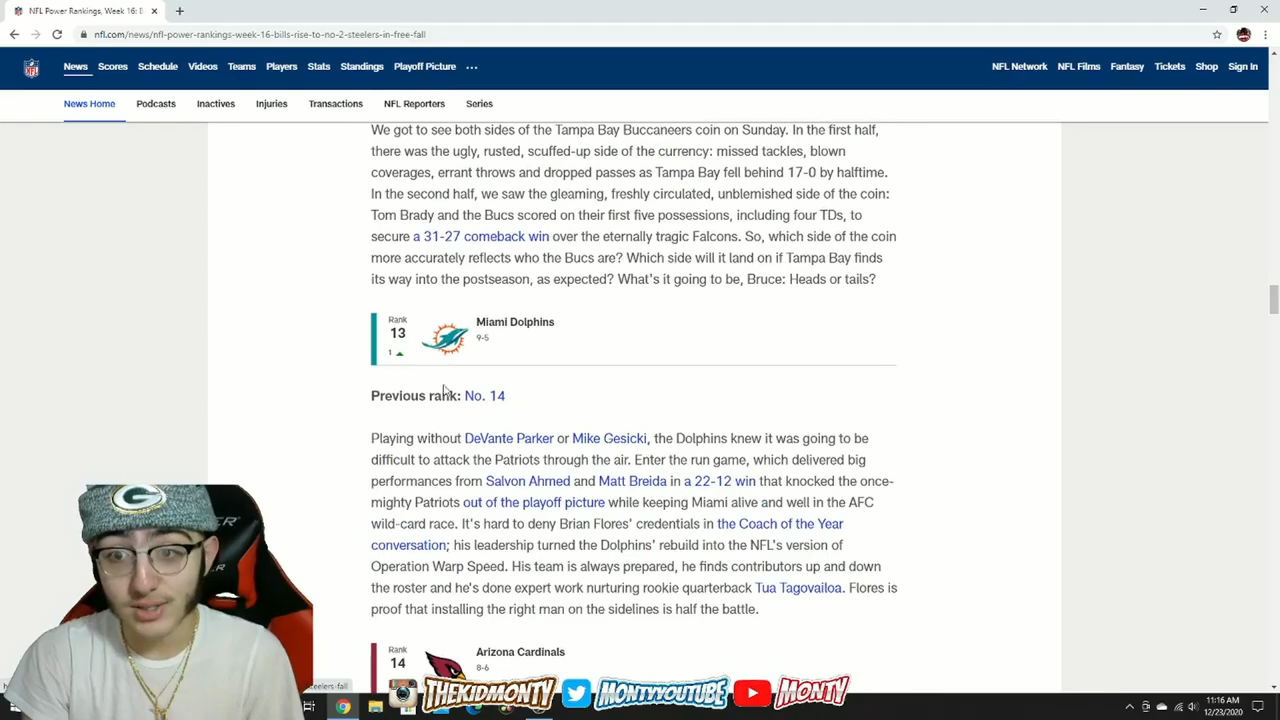 NFL Power Rankings, Week 16: Bi
nfl.com/news/nfl-power-rankings-week-16-bills-rise-to-no-2-steelers-in-free-fall
NFL News Scores Schedule Videos Teams Players Stats Standings Playoff Picture ... NFL Network NFL Films Fantasy Tickets Shop Sign In
News Home Podcasts Inactives Injuries Transactions NFL Reporters Series
We got to see both sides of the Tampa Bay Buccaneers coin on Sunday. In the first half,
there was the ugly, rusted, scuffed-up side of the currency: missed tackles, blown
coverages, errant throws and dropped passes as Tampa Bay fell behind 17-0 by halftime.
In the second half, we saw the gleaming, freshly circulated, unblemished side of the coin:
Tom Brady and the Bucs scored on their first five possessions, including four TDs, to
secure a 31-27 comeback win over the eternally tragic Falcons. So, which side of the coin
more accurately reflects who the Bucs are? Which side will it land on if Tampa Bay finds
its way into the postseason, as expected? What's it going to be, Bruce: Heads or tails?
Rank
13
1
Miami Dolphins
9-5
Previous rank: No. 14
Playing without DeVante Parker or Mike Gesicki, the Dolphins knew it was going to be
difficult to attack the Patriots through the air. Enter the run game, which delivered big
performances from Salvon Ahmed and Matt Breida in a 22-12 win that knocked the once-
mighty Patriots out of the playoff picture while keeping Miami alive and well in the AFC
wild-card race. It's hard to deny Brian Flores' credentials in the Coach of the Year
conversation; his leadership turned the Dolphins' rebuild into the NFL's version of
Operation Warp Speed. His team is always prepared, he finds contributors up and down
the roster and he's done expert work nurturing rookie quarterback Tua Tagovailoa. Flores is
proof that installing the right man on the sidelines is half the battle.
Rank
14
Arizona Cardinals
8-6
steelers-fall
THEKIDMONTY MONTYYOUTUBE MONTY
11:16 AM
12/23/2020